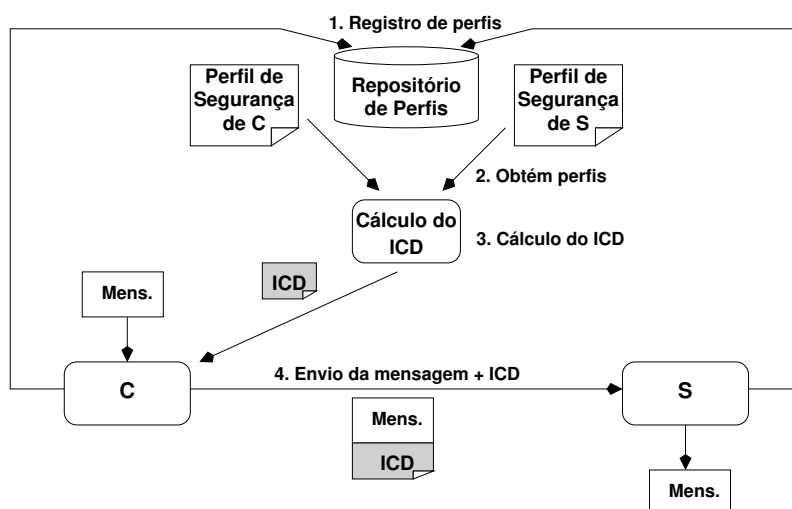 1. Registro de perfis
Perfil de
Segurança
de C
Repositório
de Perfis
Perfil de
Segurança
de S
2. Obtém perfis
Cálculo do
ICD
3. Cálculo do ICD
ICD
Mens.
C
4. Envio da mensagem + ICD
S
Mens.
ICD
Mens.